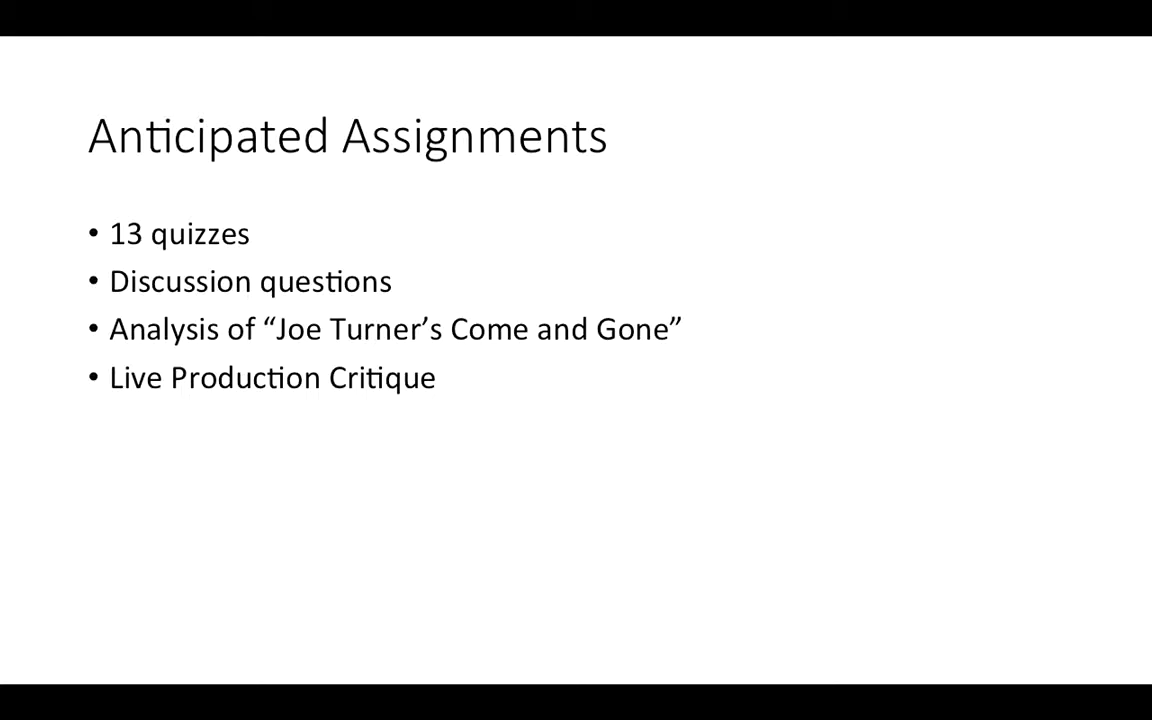 Anticipated Assignments
• 13 quizzes
• Discussion questions
• Analysis of “Joe Turner’s Come and Gone”
• Live Production Critique